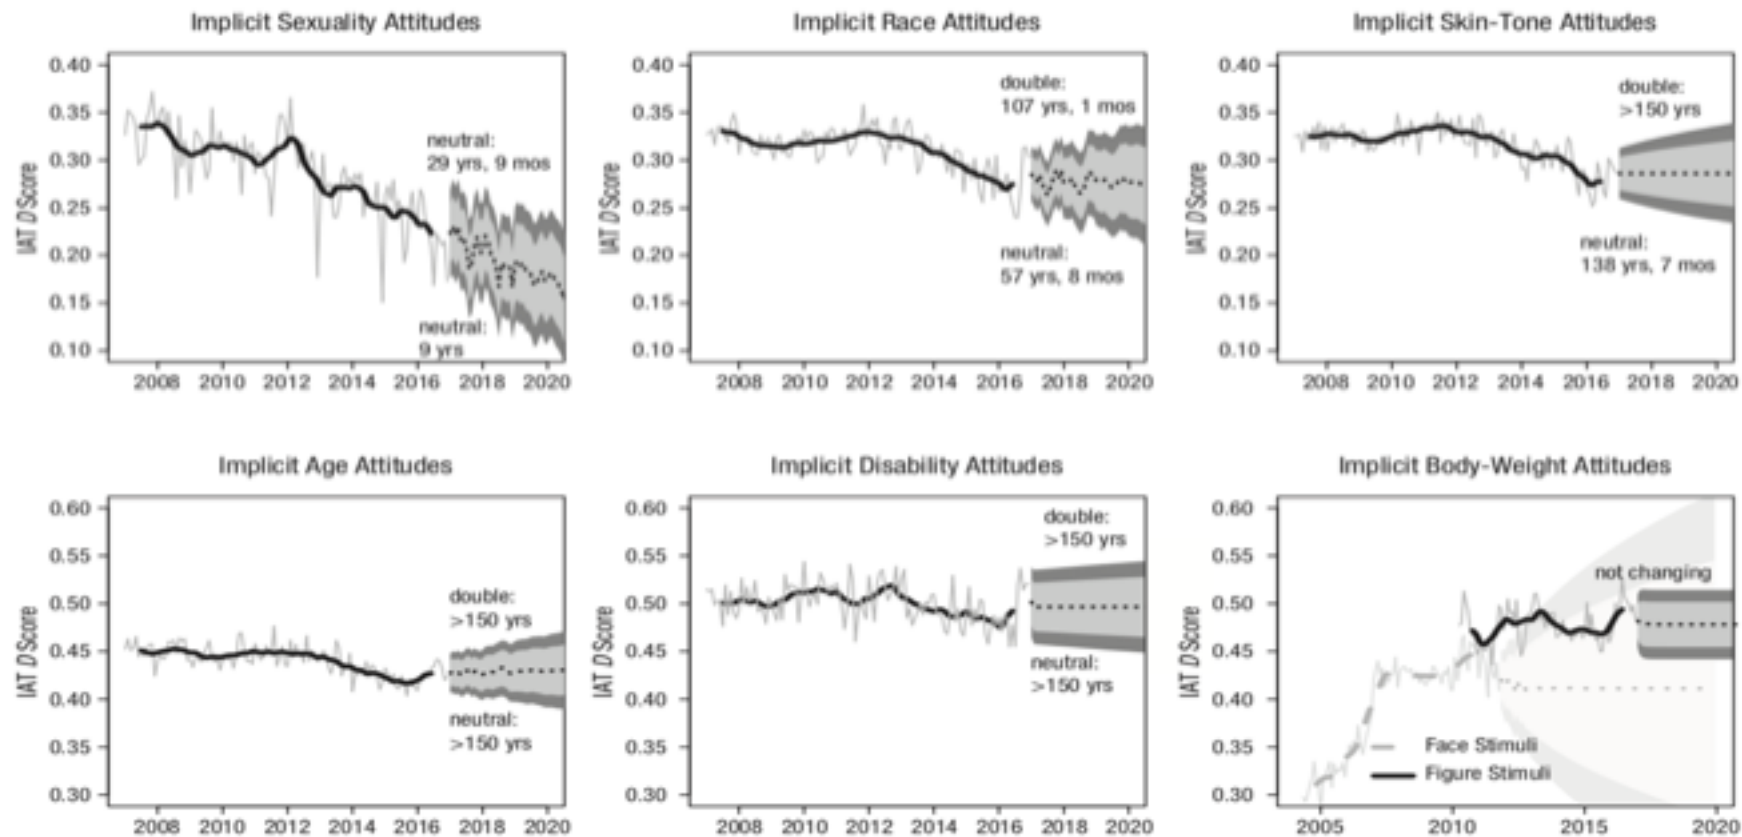 Implicit Sexuality Attitudes
IAT D Score
0.40
0.35
0.30
0.25
0.20
0.15
0.10
neutral:
29 yrs, 9 mos
neutral:
9 yrs
2008 2010 2012 2014 2016 2018 2020
Implicit Race Attitudes
IAT D Score
0.40
0.35
0.30
0.25
0.20
0.15
0.10
double:
107 yrs, 1 mos
neutral:
57 yrs, 8 mos
2008 2010 2012 2014 2016 2018 2020
Implicit Skin-Tone Attitudes
IAT D Score
0.40
0.35
0.30
0.25
0.20
0.15
0.10
double:
>150 yrs
neutral:
138 yrs, 7 mos
2008 2010 2012 2014 2016 2018 2020
Implicit Age Attitudes
IAT D Score
0.60
0.55
0.50
0.45
0.40
0.35
0.30
double:
>150 yrs
neutral:
>150 yrs
2008 2010 2012 2014 2016 2018 2020
Implicit Disability Attitudes
IAT D Score
0.60
0.55
0.50
0.45
0.40
0.35
0.30
double:
>150 yrs
neutral:
>150 yrs
2008 2010 2012 2014 2016 2018 2020
Implicit Body-Weight Attitudes
IAT D Score
0.60
0.55
0.50
0.45
0.40
0.35
0.30
not changing
Face Stimuli
Figure Stimuli
2005 2010 2015 2020